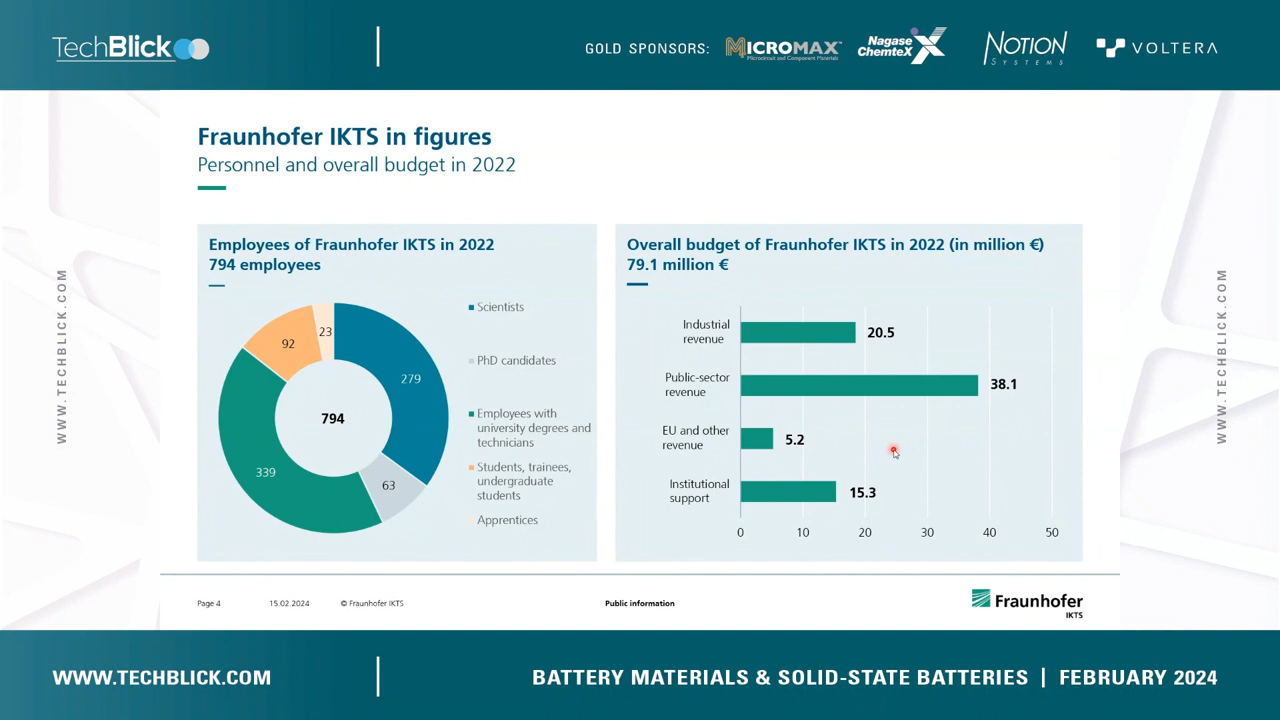 TechBlick
GOLD SPONSORS:
MICROMAX™
Microcircuit and Component Materials
Nagase
ChemteX
NOTION
SYSTEMS
VOLTERA
Fraunhofer IKTS in figures
Personnel and overall budget in 2022
WWW.TECHBLICK.COM
Employees of Fraunhofer IKTS in 2022
794 employees
23
92
279
794
339
63
Scientists
PhD candidates
Employees with
university degrees and
technicians
Students, trainees,
undergraduate
students
Apprentices
Overall budget of Fraunhofer IKTS in 2022 (in million €)
79.1 million €
Industrial
revenue
20.5
Public-sector
revenue
38.1
EU and other
revenue
5.2
Institutional
support
15.3
0 10 20 30 40 50
WWW.TECHBLICK.COM
Page 4 15.02.2024 © Fraunhofer IKTS Public information
Fraunhofer
IKTS
WWW.TECHBLICK.COM
BATTERY MATERIALS & SOLID-STATE BATTERIES | FEBRUARY 2024